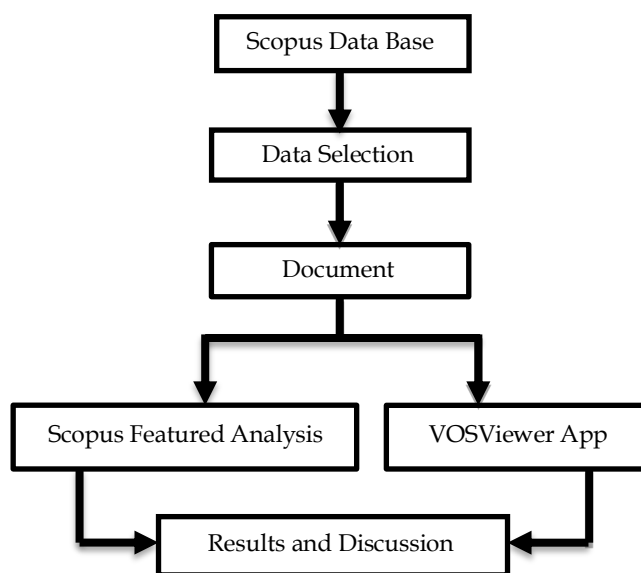 Scopus Data Base
Data Selection
Document
Scopus Featured Analysis
VOSViewer App
Results and Discussion